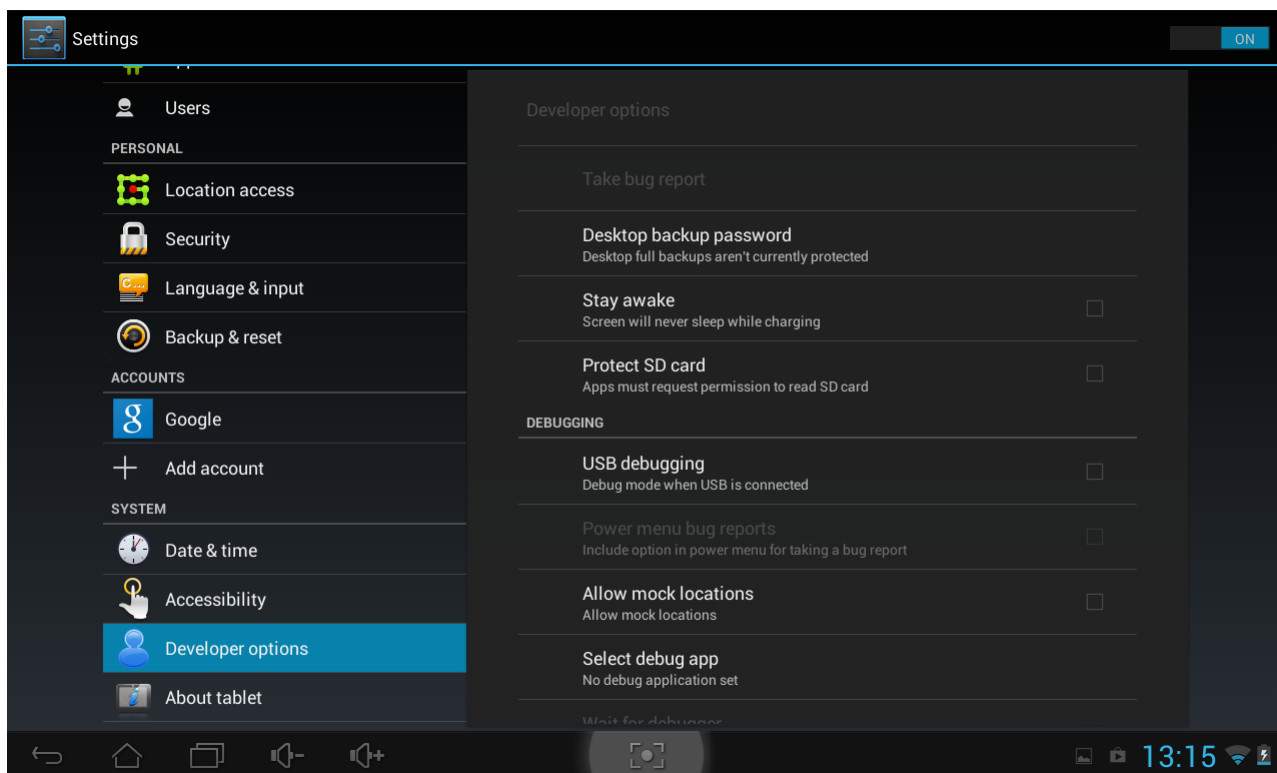 Settings
ON
Users
PERSONAL
Location access
Security
Language & input
Backup & reset
ACCOUNTS
Google
Add account
SYSTEM
Date & time
Accessibility
Developer options
About tablet
Developer options
Take bug report
Desktop backup password
Desktop full backups aren't currently protected
Stay awake
Screen will never sleep while charging
Protect SD card
Apps must request permission to read SD card
DEBUGGING
USB debugging
Debug mode when USB is connected
Power menu bug reports
Include option in power menu for taking a bug report
Allow mock locations
Allow mock locations
Select debug app
No debug application set
Wait for debugger
13:15